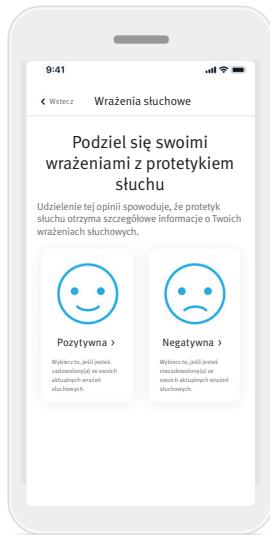 9:41
Wstecz Wrażenia słuchowe
Podziel się swoimi
wrażeniami z protetykiem
słuchu
Udzielenie tej opinii spowoduje, że protetyk
słuchu otrzyma szczegółowe informacje o Twoich
wrażeniach słuchowych.
Pozytywna
Wybierz to, jeśli jesteś
zadowolony(a) ze swoich
aktualnych wrażeń
słuchowych.
Negatywna
Wybierz to, jeśli jesteś
niezadowolony(a) ze
swoich aktualnych wrażeń
słuchowych.